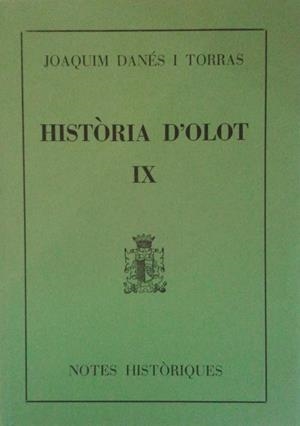 JOAQUIM DANÉS I TORRAS
HISTÒRIA D'OLOT
IX
NOTES HISTÒRIQUES